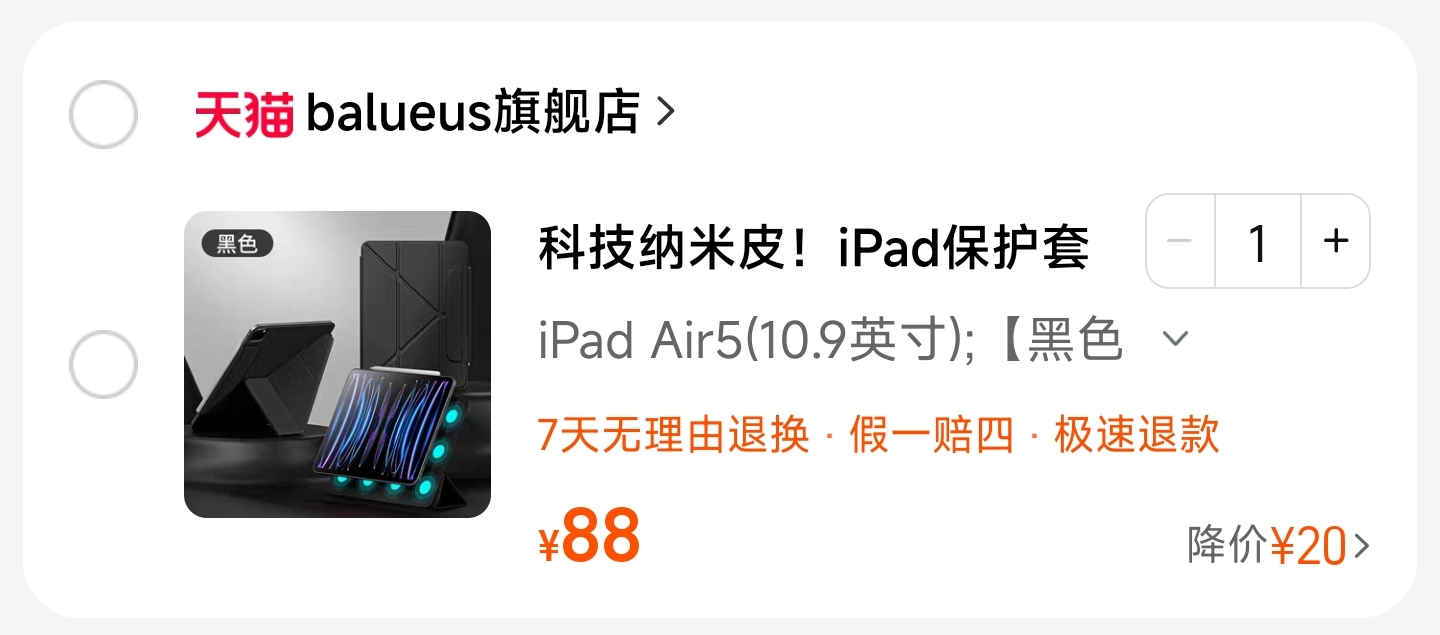 天猫 balueus旗舰店 >
黑色
科技纳米皮！iPad保护套
− 1 +
iPad Air5(10.9英寸);【黑色
7天无理由退换 · 假一赔四 · 极速退款
¥88
降价¥20 >